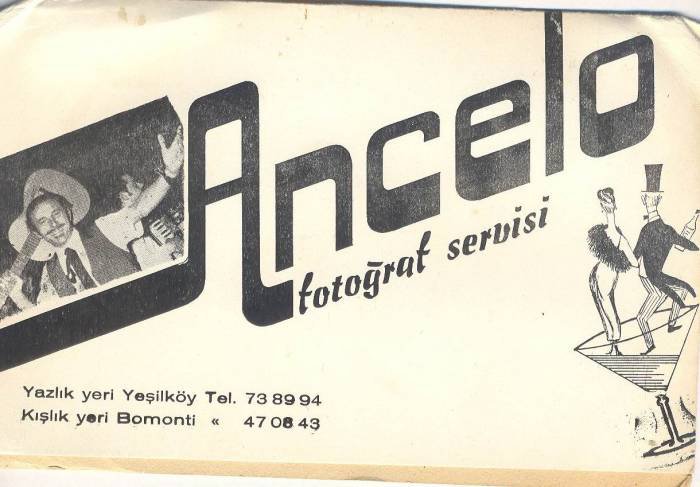 Ancelo
fotoğraf servisi
Yazlık yeri Yeşilköy Tel. 73 89 94
Kışlık yeri Bomonti « 47 08 43